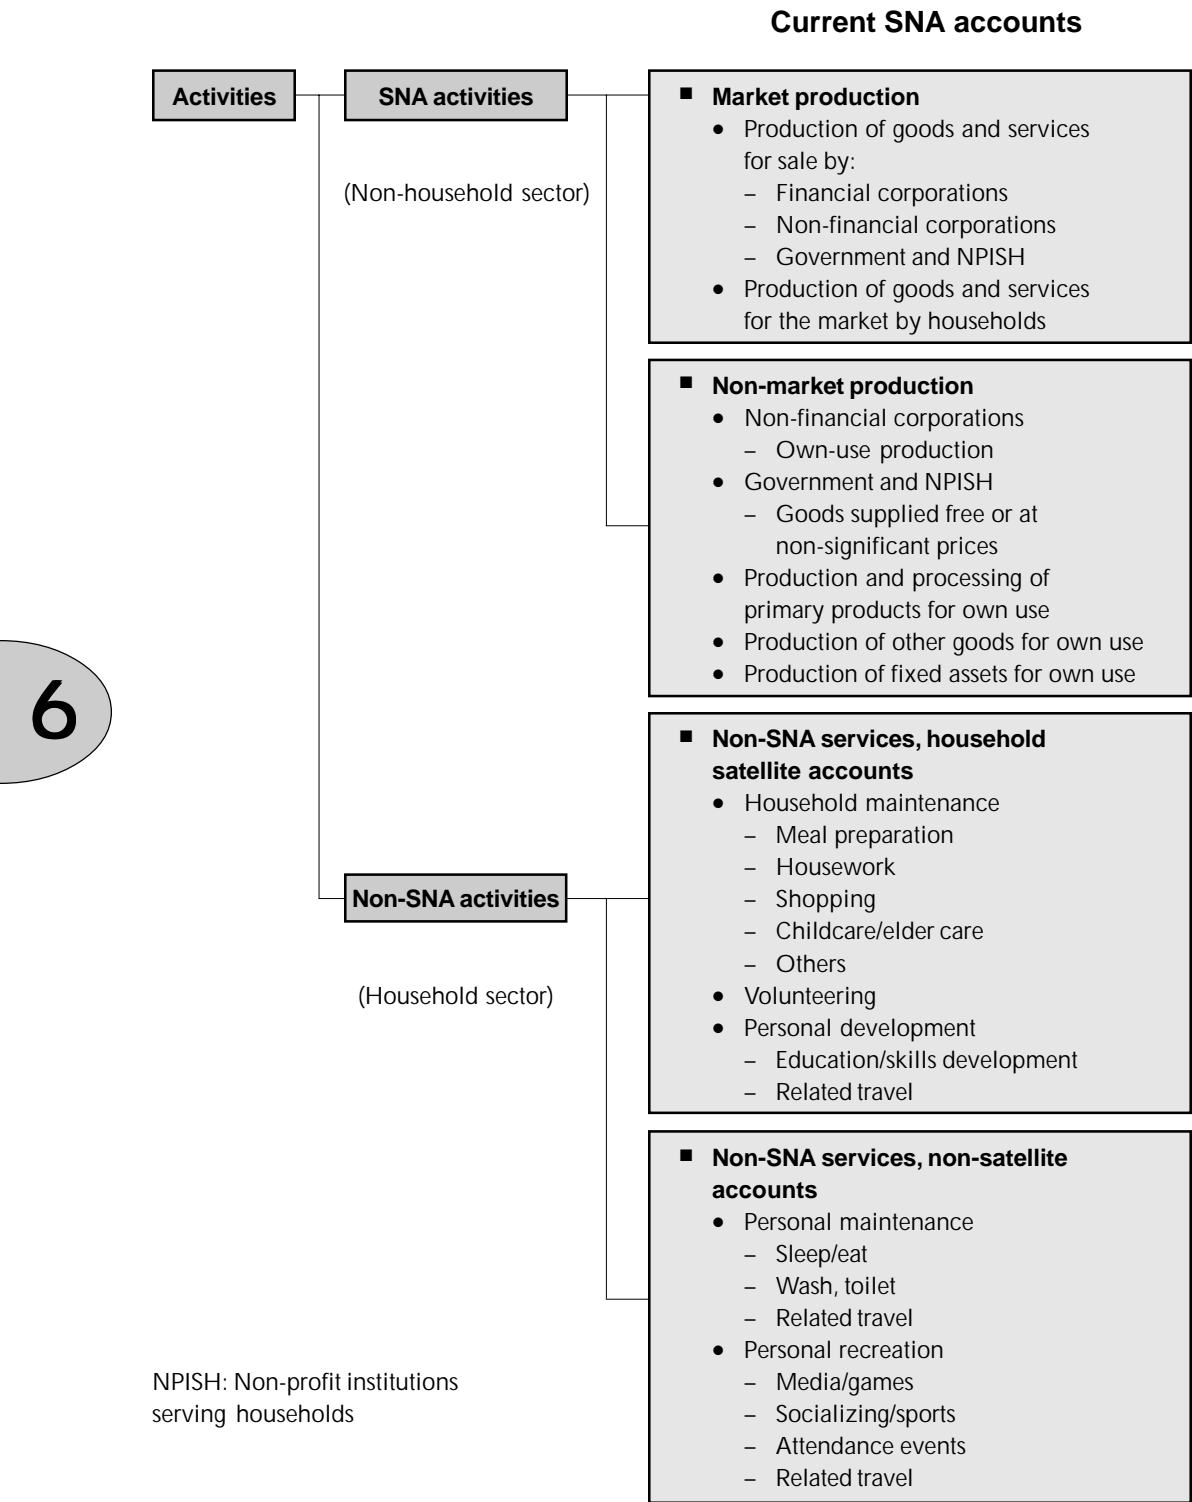 Current SNA accounts
Activities
SNA activities
(Non-household sector)
■ Market production
• Production of goods and services
for sale by:
– Financial corporations
– Non-financial corporations
– Government and NPISH
• Production of goods and services
for the market by households
■ Non-market production
• Non-financial corporations
– Own-use production
• Government and NPISH
– Goods supplied free or at
non-significant prices
• Production and processing of
primary products for own use
• Production of other goods for own use
• Production of fixed assets for own use
6
Non-SNA activities
(Household sector)
■ Non-SNA services, household
satellite accounts
• Household maintenance
– Meal preparation
– Housework
– Shopping
– Childcare/elder care
– Others
• Volunteering
• Personal development
– Education/skills development
– Related travel
■ Non-SNA services, non-satellite
accounts
• Personal maintenance
– Sleep/eat
– Wash, toilet
– Related travel
• Personal recreation
– Media/games
– Socializing/sports
– Attendance events
– Related travel
NPISH: Non-profit institutions
serving households